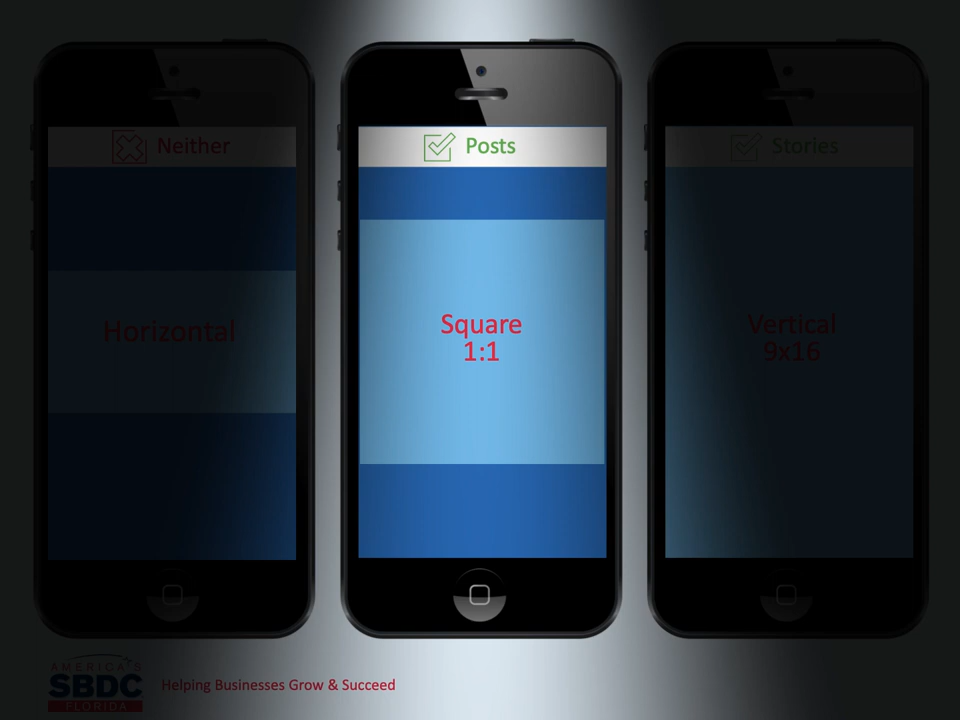 Neither
Posts
Stories
Horizontal
Square
1:1
Vertical
9x16
AMERICA'S
SBDC
FLORIDA
Helping Businesses Grow & Succeed